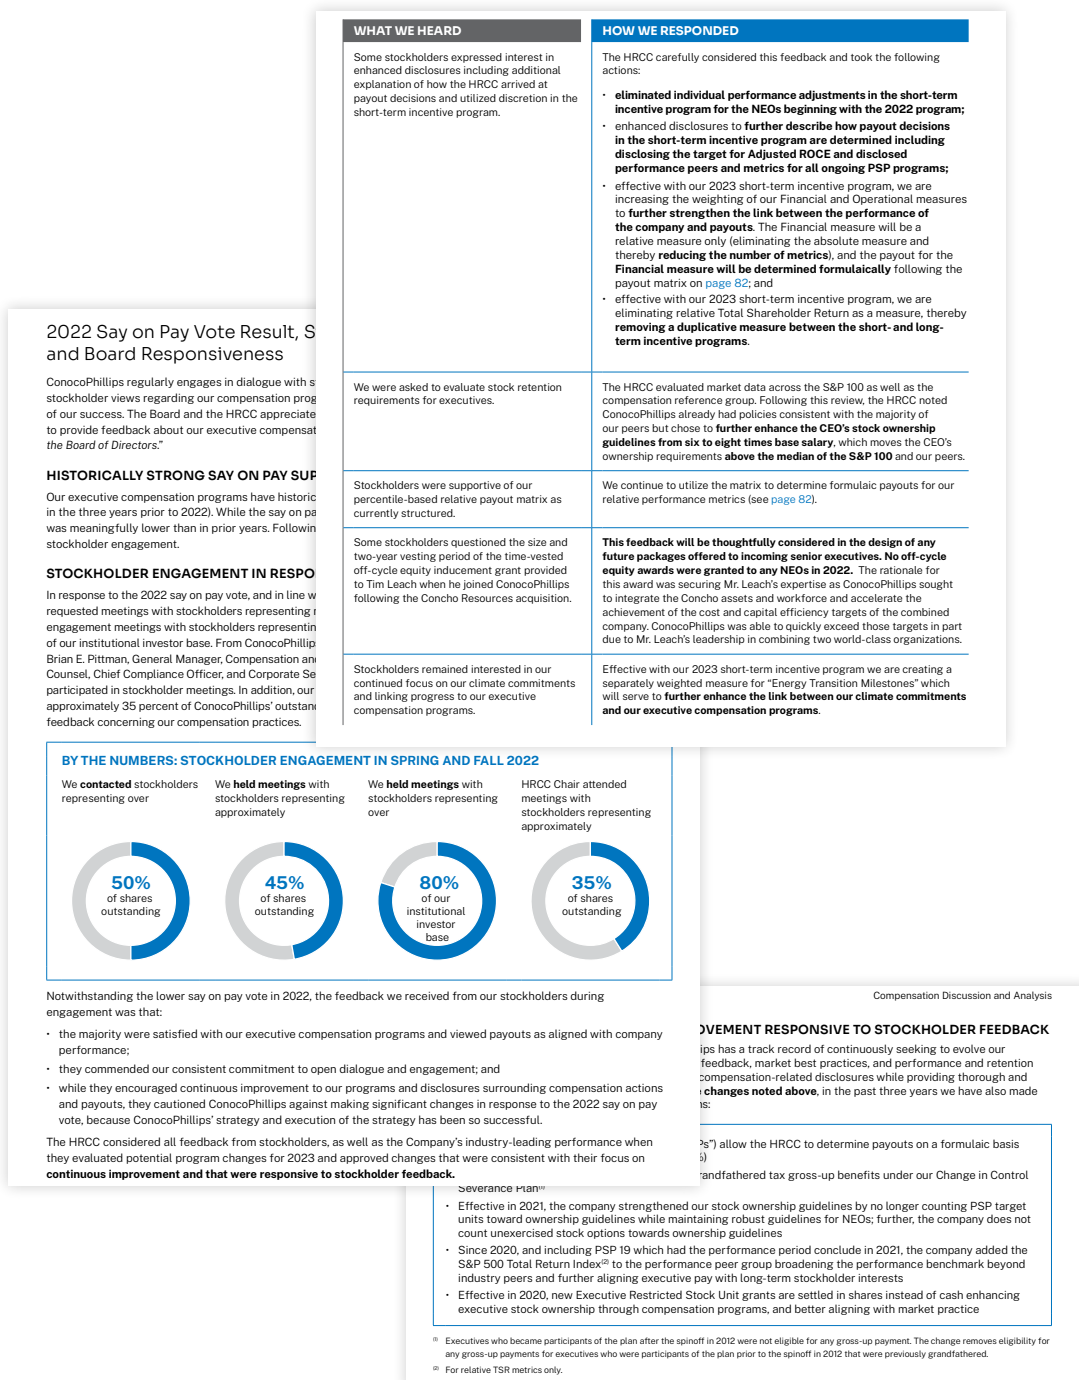 WHAT WE HEARD
HOW WE RESPONDED
Some stockholders expressed interest in
enhanced disclosures including additional
explanation of how the HRCC arrived at
payout decisions and utilized discretion in the
short-term incentive program.
The HRCC carefully considered this feedback and took the following
actions:
• eliminated individual performance adjustments in the short-term
incentive program for the NEOs beginning with the 2022 program;
• enhanced disclosures to further describe how payout decisions
in the short-term incentive program are determined including
disclosing the target for Adjusted ROCE and disclosed
performance peers and metrics for all ongoing PSP programs;
• effective with our 2023 short-term incentive program, we are
increasing the weighting of our Financial and Operational measures
to further strengthen the link between the performance of
the company and payouts. The Financial measure will be a
relative measure only (eliminating the absolute measure and
thereby reducing the number of metrics), and the payout for the
Financial measure will be determined formulaically following the
payout matrix on page 82; and
• effective with our 2023 short-term incentive program, we are
eliminating relative Total Shareholder Return as a measure, thereby
removing a duplicative measure between the short- and long-
term incentive programs.
We were asked to evaluate stock retention
requirements for executives.
The HRCC evaluated market data across the S&P 100 as well as the
compensation reference group. Following this review, the HRCC noted
ConocoPhillips already had policies consistent with the majority of
our peers but chose to further enhance the CEO's stock ownership
guidelines from six to eight times base salary, which moves the CEO's
ownership requirements above the median of the S&P 100 and our peers.
Stockholders were supportive of our
percentile-based relative payout matrix as
currently structured.
We continue to utilize the matrix to determine formulaic payouts for our
relative performance metrics (see page 82).
Some stockholders questioned the size and
two-year vesting period of the time-vested
off-cycle equity inducement grant provided
to Tim Leach when he joined ConocoPhillips
following the Concho Resources acquisition.
This feedback will be thoughtfully considered in the design of any
future packages offered to incoming senior executives. No off-cycle
equity awards were granted to any NEOs in 2022. The rationale for
this award was securing Mr. Leach's expertise as ConocoPhillips sought
to integrate the Concho assets and workforce and accelerate the
achievement of the cost and capital efficiency targets of the combined
company. ConocoPhillips was able to quickly exceed those targets in part
due to Mr. Leach's leadership in combining two world-class organizations.
Stockholders remained interested in our
continued focus on our climate commitments
and linking progress to our executive
compensation programs.
Effective with our 2023 short-term incentive program we are creating a
separately weighted measure for “Energy Transition Milestones” which
will serve to further enhance the link between our climate commitments
and our executive compensation programs.
2022 Say on Pay Vote Result, S
and Board Responsiveness
ConocoPhillips regularly engages in dialogue with s
stockholder views regarding our compensation prog
of our success. The Board and the HRCC appreciate
to provide feedback about our executive compensat
the Board of Directors.”
HISTORICALLY STRONG SAY ON PAY SUP
Our executive compensation programs have historic
in the three years prior to 2022). While the say on pa
was meaningfully lower than in prior years. Followin
stockholder engagement.
STOCKHOLDER ENGAGEMENT IN RESPO
In response to the 2022 say on pay vote, and in line w
requested meetings with stockholders representing
engagement meetings with stockholders representin
of our institutional investor base. From ConocoPhillips
Brian E. Pittman, General Manager, Compensation and
Counsel, Chief Compliance Officer, and Corporate Se
participated in stockholder meetings. In addition, our
approximately 35 percent of ConocoPhillips' outstand
feedback concerning our compensation practices.
BY THE NUMBERS: STOCKHOLDER ENGAGEMENT IN SPRING AND FALL 2022
We contacted stockholders
representing over
50%
of shares
outstanding
We held meetings with
stockholders representing
approximately
45%
of shares
outstanding
We held meetings with
stockholders representing
over
80%
of our
institutional
investor
base
HRCC Chair attended
meetings with
stockholders representing
approximately
35%
of shares
outstanding
Notwithstanding the lower say on pay vote in 2022, the feedback we received from our stockholders during
engagement was that:
• the majority were satisfied with our executive compensation programs and viewed payouts as aligned with company
performance;
• they commended our consistent commitment to open dialogue and engagement; and
• while they encouraged continuous improvement to our programs and disclosures surrounding compensation actions
and payouts, they cautioned ConocoPhillips against making significant changes in response to the 2022 say on pay
vote, because ConocoPhillips' strategy and execution of the strategy has been so successful.
The HRCC considered all feedback from stockholders, as well as the Company's industry-leading performance when
they evaluated potential program changes for 2023 and approved changes that were consistent with their focus on
continuous improvement and that were responsive to stockholder feedback.
Compensation Discussion and Analysis
OVEMENT RESPONSIVE TO STOCKHOLDER FEEDBACK
ips has a track record of continuously seeking to evolve our
feedback, market best practices, and performance and retention
compensation-related disclosures while providing thorough and
changes noted above, in the past three years we have also made
s:
Ps”) allow the HRCC to determine payouts on a formulaic basis
%)
randfathered tax gross-up benefits under our Change in Control
Severance Plan(1)
• Effective in 2021, the company strengthened our stock ownership guidelines by no longer counting PSP target
units toward ownership guidelines while maintaining robust guidelines for NEOs; further, the company does not
count unexercised stock options towards ownership guidelines
• Since 2020, and including PSP 19 which had the performance period conclude in 2021, the company added the
S&P 500 Total Return Index(2) to the performance peer group broadening the performance benchmark beyond
industry peers and further aligning executive pay with long-term stockholder interests
• Effective in 2020, new Executive Restricted Stock Unit grants are settled in shares instead of cash enhancing
executive stock ownership through compensation programs, and better aligning with market practice
(1) Executives who became participants of the plan after the spinoff in 2012 were not eligible for any gross-up payment. The change removes eligibility for
any gross-up payments for executives who were participants of the plan prior to the spinoff in 2012 that were previously grandfathered.
(2) For relative TSR metrics only.